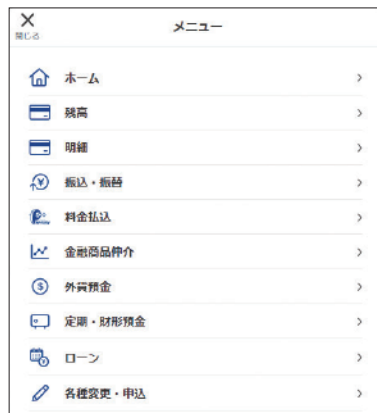 メニュー
閉じる
ホーム
残高
明細
振込・振替
料金払込
金融商品仲介
外貨預金
定期・財形預金
ローン
各種変更・申込